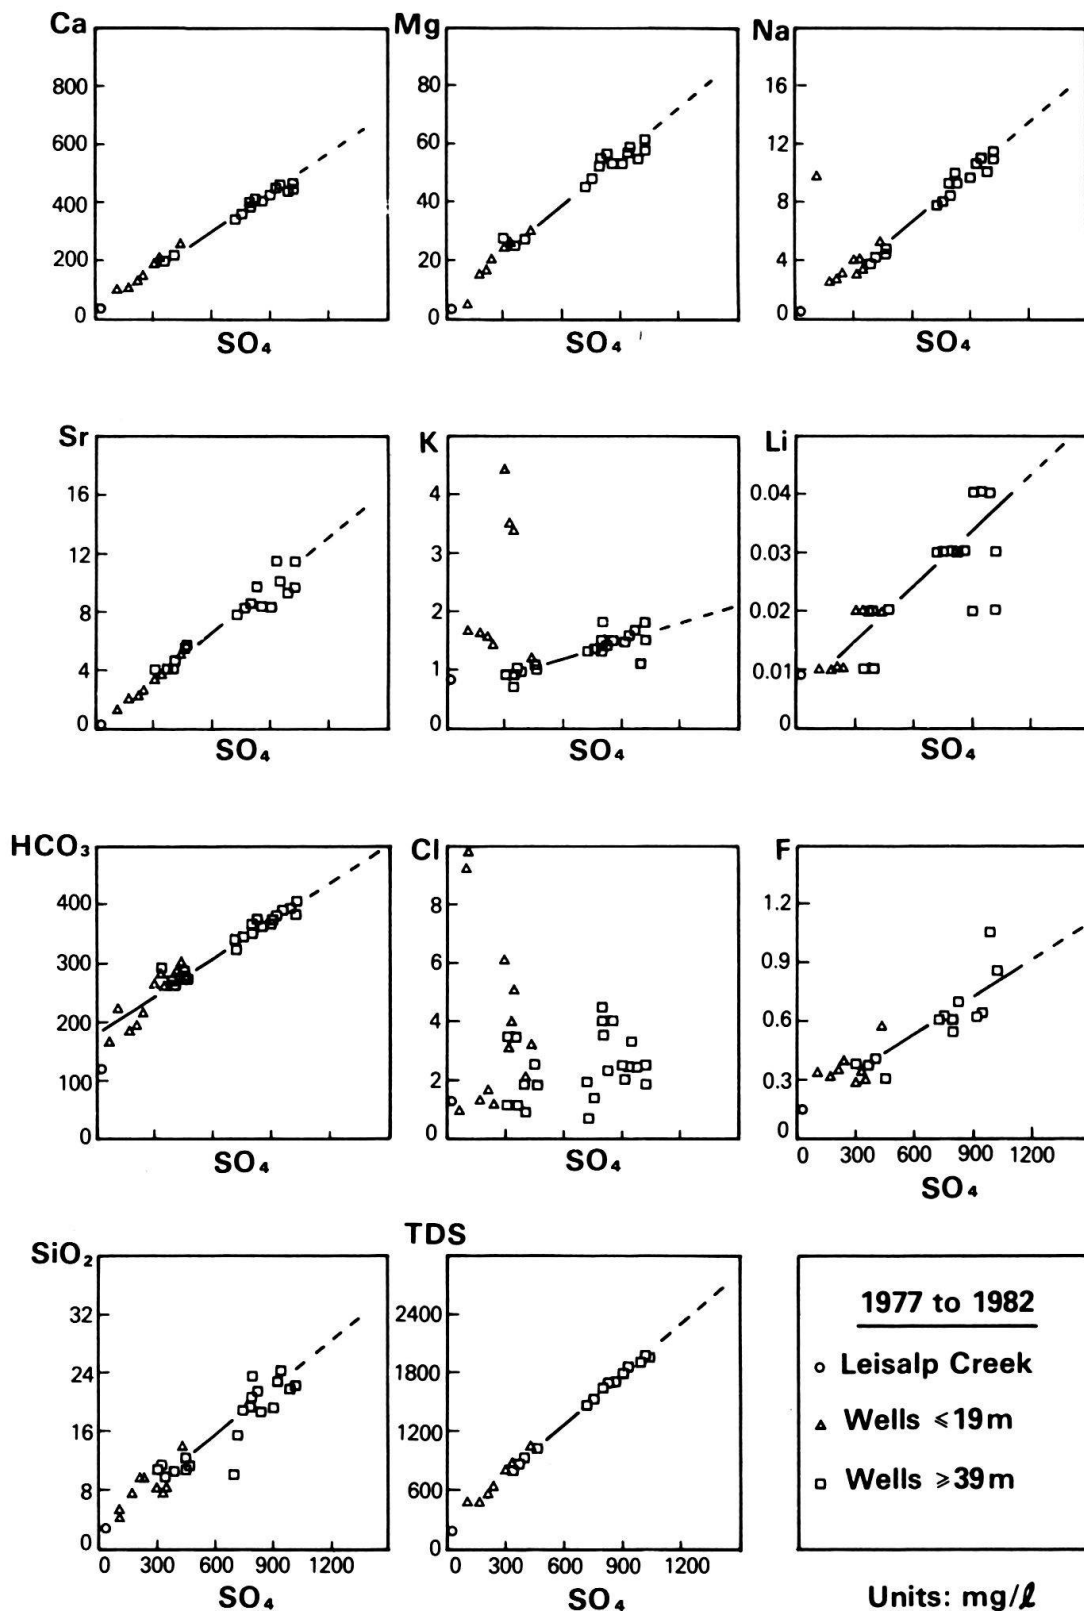 Ca
800
600
400
200
0
SO₄
Mg
80
60
40
20
0
SO₄
Na
16
12
8
4
0
SO₄
Sr
16
12
8
4
0
SO₄
K
4
3
2
1
0
SO₄
Li
0.04
0.03
0.02
0.01
0
SO₄
HCO₃
400
300
200
100
0
SO₄
Cl
8
6
4
2
0
SO₄
F
1.2
0.9
0.6
0.3
0
0 300 600 900 1200
SO₄
SiO₂
32
24
16
8
0
0 300 600 900 1200
SO₄
TDS
2400
1800
1200
600
0
0 300 600 900 1200
SO₄
1977 to 1982
Leisalp Creek
Wells ⩽19m
Wells ⩾39m
Units: mg/ℓ